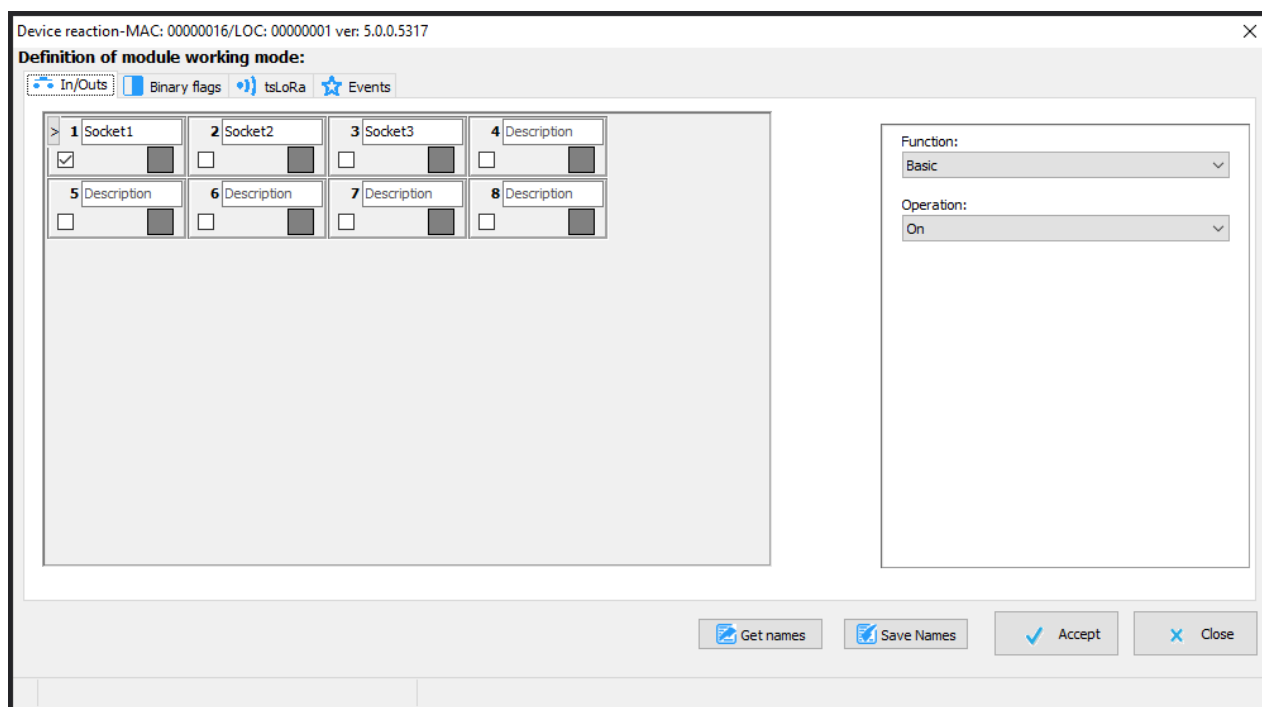 Device reaction-MAC: 00000016/LOC: 00000001 ver: 5.0.0.5317
Definition of module working mode:
In/Outs Binary flags tsLoRa Events
> 1 Socket1 2 Socket2 3 Socket3 4 Description
5 Description 6 Description 7 Description 8 Description
Function:
Basic
Operation:
On
Get names Save Names Accept Close